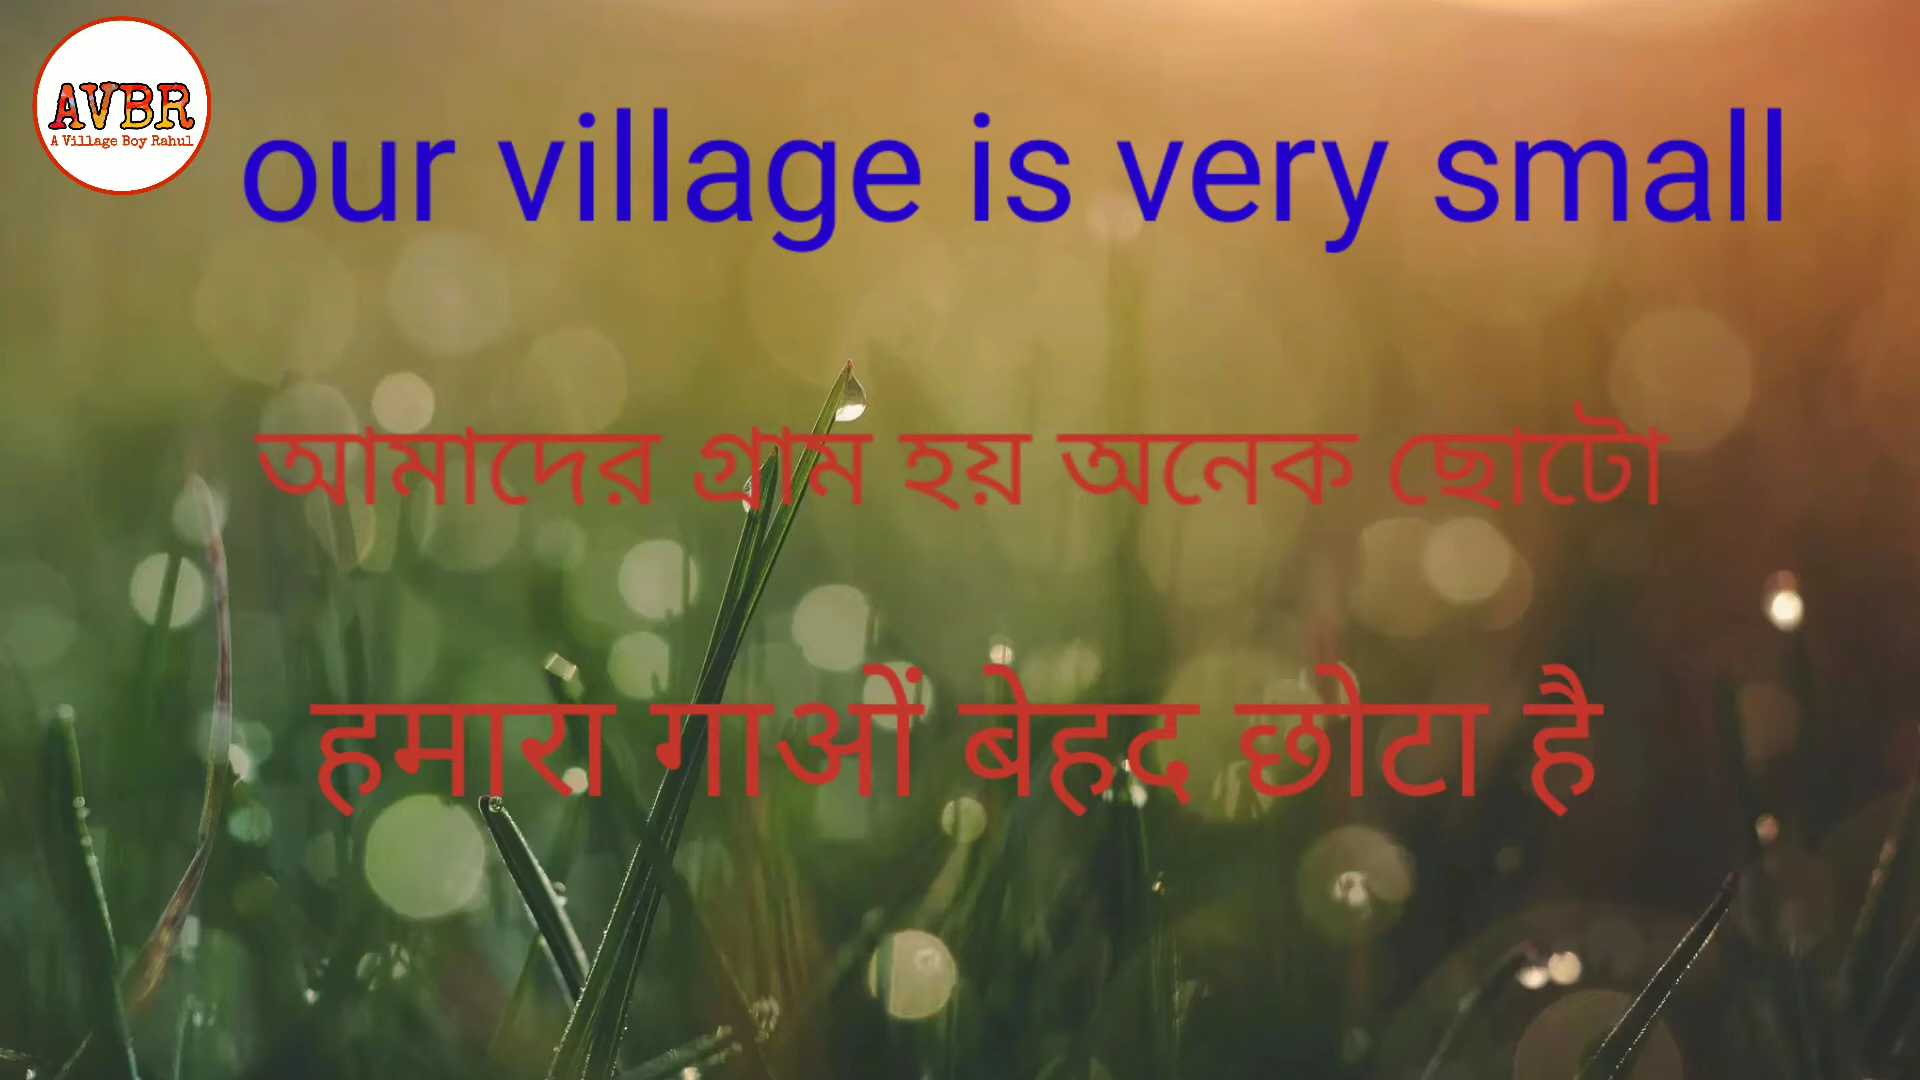 AVBR
A Village Boy Rahul
our village is very small
আমাদের গ্রাম হয় অনেক ছোটো
हमारा गाओं बेहद छोटा है